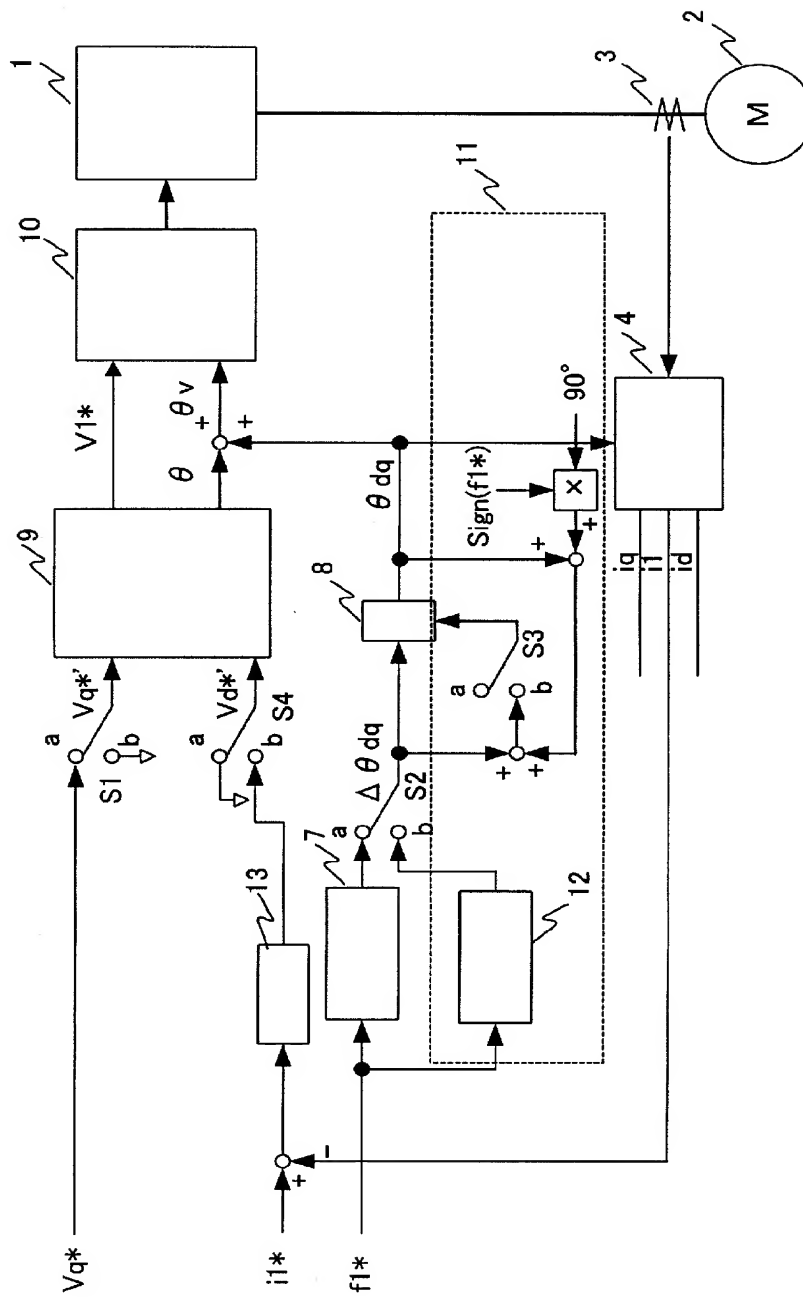 1
2
3
M
10
11
4
V1*
θv
+
+
90°
θ
θdq
Sign(f1*)
×
+
9
8
+
iq
i1
id
Vq*'
Vd*'
S4
S3
a
b
a
b
S1
a
b
Δθdq
S2
+
+
a
b
7
13
12
-
+
Vq*
i1*
f1*